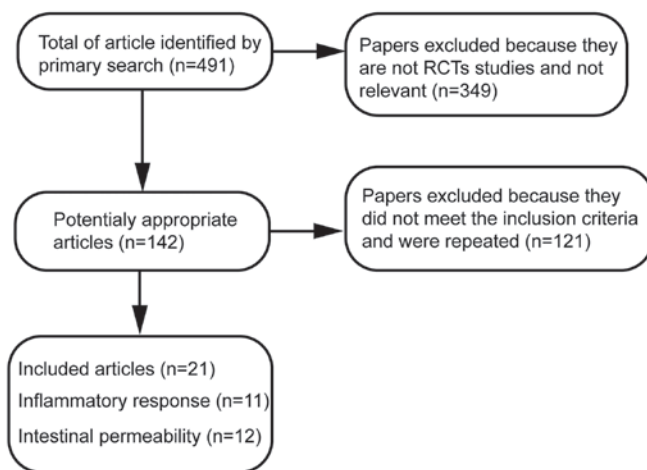 Total of article identified by
primary search (n=491)
Papers excluded because they
are not RCTs studies and not
relevant (n=349)
Potentialy appropriate
articles (n=142)
Papers excluded because they
did not meet the inclusion criteria
and were repeated (n=121)
Included articles (n=21)
Inflammatory response (n=11)
Intestinal permeability (n=12)